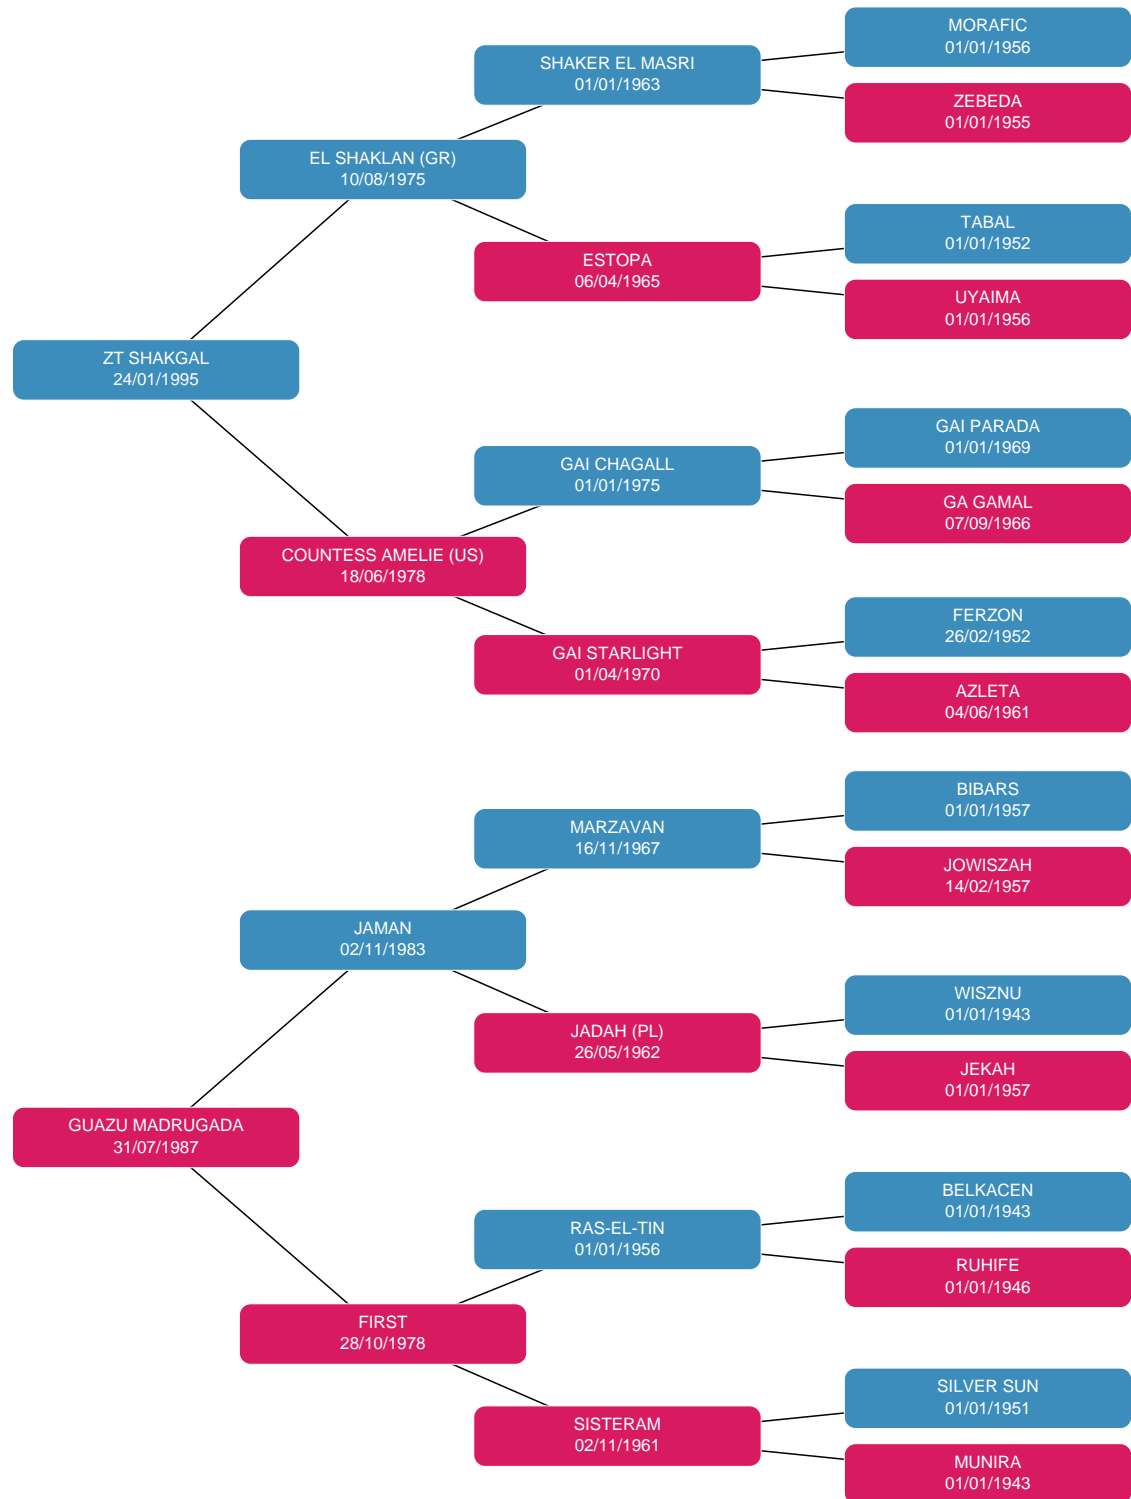 MORAFIC
01/01/1956
SHAKER EL MASRI
01/01/1963
ZEBEDA
01/01/1955
EL SHAKLAN (GR)
10/08/1975
TABAL
01/01/1952
ESTOPA
06/04/1965
UYAIMA
01/01/1956
ZT SHAKGAL
24/01/1995
GAI PARADA
01/01/1969
GAI CHAGALL
01/01/1975
GA GAMAL
07/09/1966
COUNTESS AMELIE (US)
18/06/1978
FERZON
26/02/1952
GAI STARLIGHT
01/04/1970
AZLETA
04/06/1961
BIBARS
01/01/1957
MARZAVAN
16/11/1967
JOWISZAH
14/02/1957
JAMAN
02/11/1983
WISZNU
01/01/1943
JADAH (PL)
26/05/1962
JEKAH
01/01/1957
GUAZU MADRUGADA
31/07/1987
BELKACEN
01/01/1943
RAS-EL-TIN
01/01/1956
RUHIFE
01/01/1946
FIRST
28/10/1978
SILVER SUN
01/01/1951
SISTERAM
02/11/1961
MUNIRA
01/01/1943